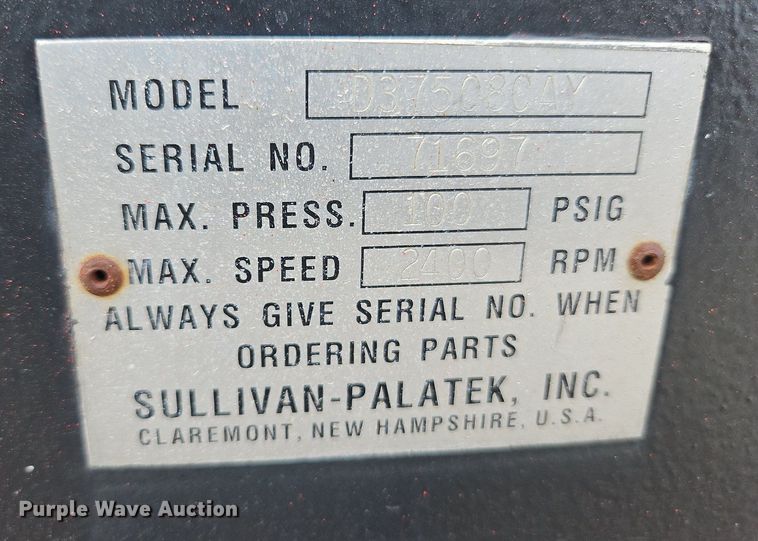 MODEL D37508CAY
SERIAL NO. 71697
MAX. PRESS. 100 PSIG
MAX. SPEED 2400 RPM
ALWAYS GIVE SERIAL NO. WHEN
ORDERING PARTS
SULLIVAN-PALATEK, INC.
CLAREMONT, NEW HAMPSHIRE, U.S.A.
Purple Wave Auction